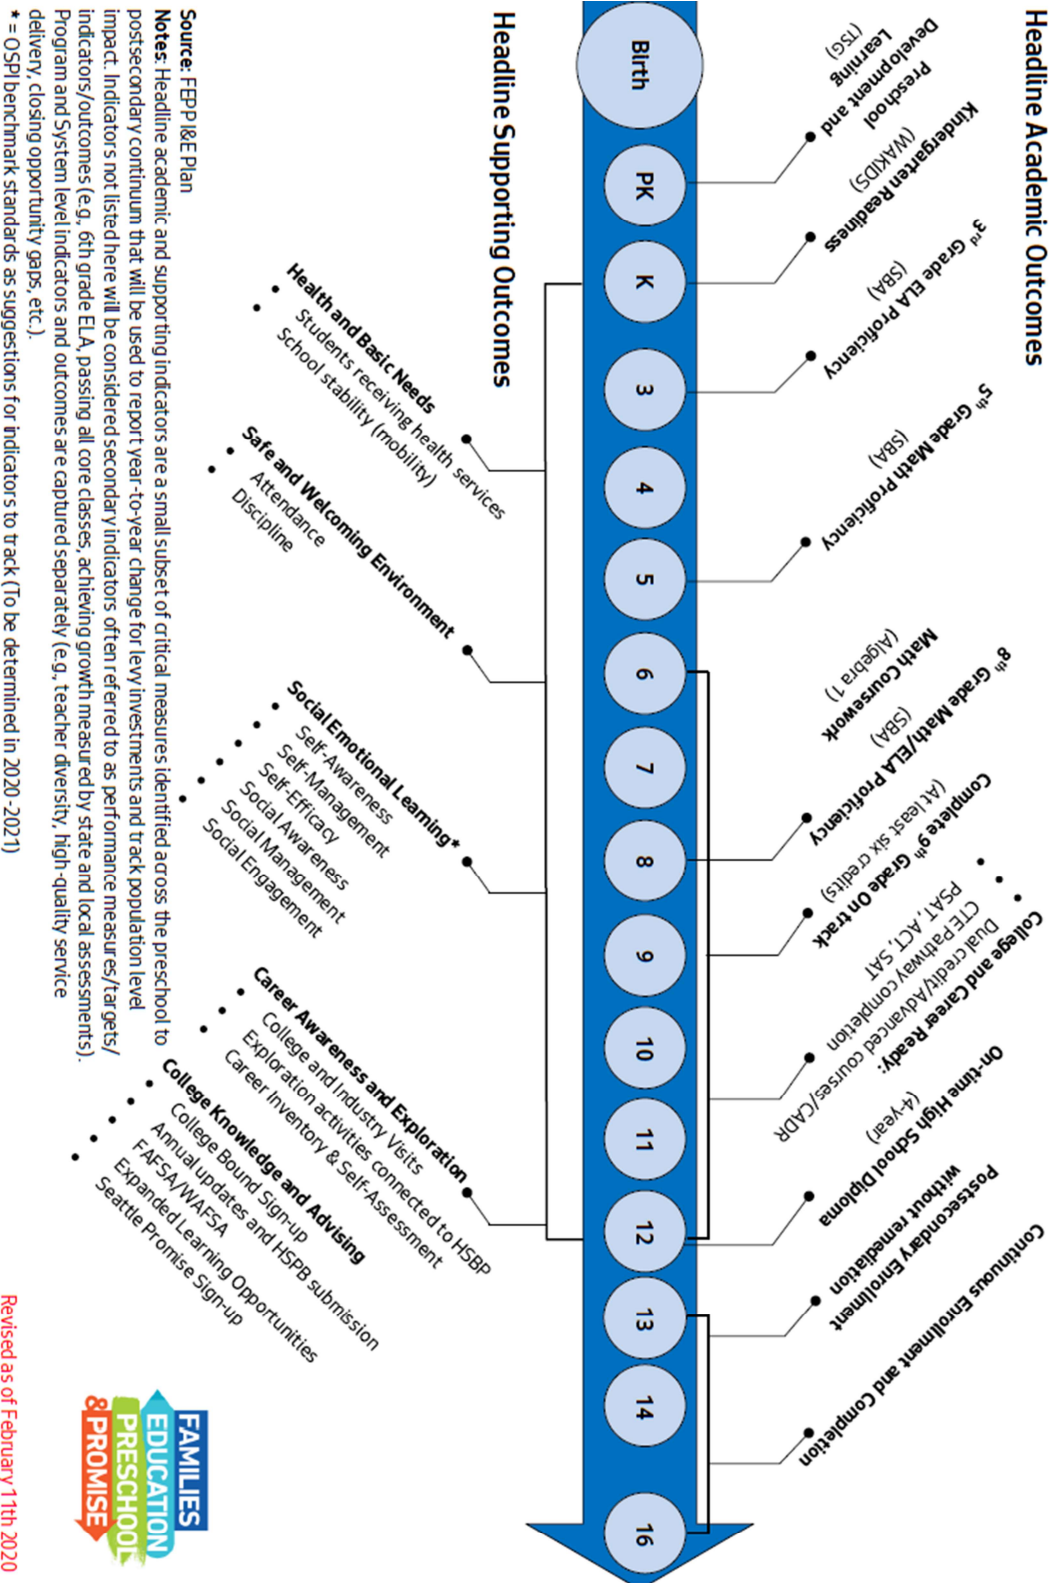 Headline Academic Outcomes
Preschool
Development and
Learning
(TSG)
Kindergarten Readiness
(WAKIDS)
3rd Grade ELA Proficiency
(SBA)
5th Grade Math Proficiency
(SBA)
Math Coursework
(Algebra 1)
8th Grade Math/ELA Proficiency
(SBA)
Complete 9th Grade On track
(At least six credits)
College and Career Ready:
• Dual credit/Advanced courses/CADR
• CTE Pathway completion
• PSAT, ACT, SAT
On-time High School Diploma
(4-year)
Postsecondary Enrollment
without remediation
Continuous Enrollment and Completion
Birth
PK
K
3
4
5
6
7
8
9
10
11
12
13
14
16
Headline Supporting Outcomes
Health and Basic Needs
• Students receiving health services
• School stability (mobility)
Safe and Welcoming Environment
• Attendance
• Discipline
Social Emotional Learning*
• Self-Awareness
• Self-Management
• Self-Efficacy
• Social Awareness
• Social Management
• Social Engagement
Career Awareness and Exploration
• College and Industry Visits
• Exploration activities connected to HSBP
• Career Inventory & Self-Assessment
College Knowledge and Advising
• College Bound Sign-up
• Annual updates and HSPB submission
• FAFSA/WAFSA
• Expanded Learning Opportunities
• Seattle Promise Sign-up
Source: FEPP I&E Plan
Notes: Headline academic and supporting indicators are a small subset of critical measures identified across the preschool to
postsecondary continuum that will be used to report year-to-year change for levy investments and track population level
impact. Indicators not listed here will be considered secondary indicators often referred to as performance measures/targets/
indicators/outcomes (e.g., 6th grade ELA, passing all core classes, achieving growth measured by state and local assessments).
Program and System level indicators and outcomes are captured separately (e.g., teacher diversity, high-quality service
delivery, closing opportunity gaps, etc.).
* = OSPI benchmark standards as suggestions for indicators to track (To be determined in 2020-2021)
FAMILIES
EDUCATION
PRESCHOOL
& PROMISE
Revised as of February 11th 2020